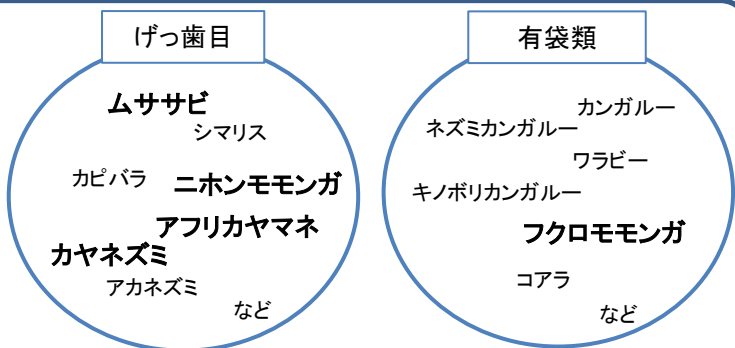 げっ歯目
ムササビ
シマリス
カピバラ
ニホンモモンガ
アフリカヤマネ
カヤネズミ
アカネズミ
など
有袋類
カンガルー
ネズミカンガルー
ワラビー
キノボリカンガルー
フクロモモンガ
コアラ
など